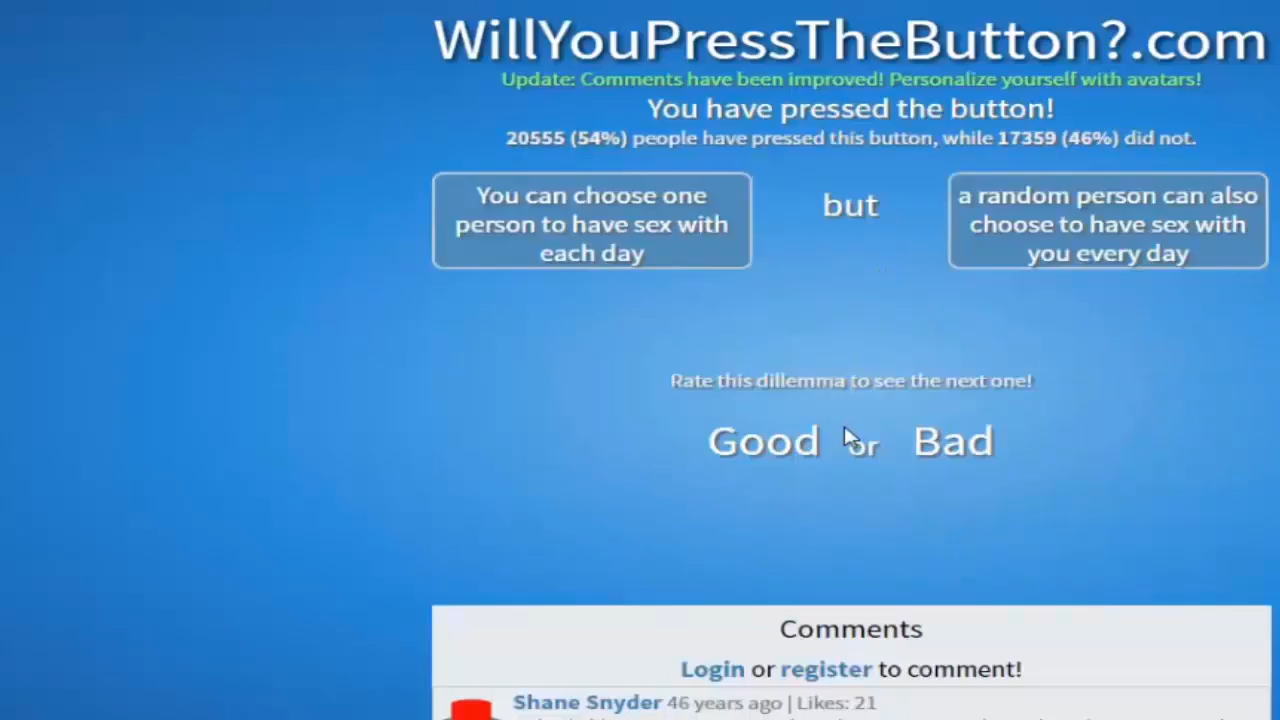 WillYouPressTheButton?.com
Update: Comments have been improved! Personalize yourself with avatars!
You have pressed the button!
20555 (54%) people have pressed this button, while 17359 (46%) did not.
You can choose one
person to have sex with
each day
but
a random person can also
choose to have sex with
you every day
Rate this dillemma to see the next one!
Good or Bad
Comments
Login or register to comment!
Shane Snyder 46 years ago | Likes: 21